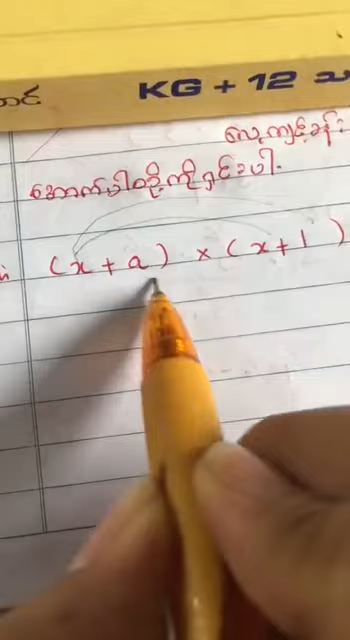 KG + 12
လေ့ကျင့်ခန်း
အောက်ပါတို့ကိုရှင်းပါ။
(x + a) × (x + 1)